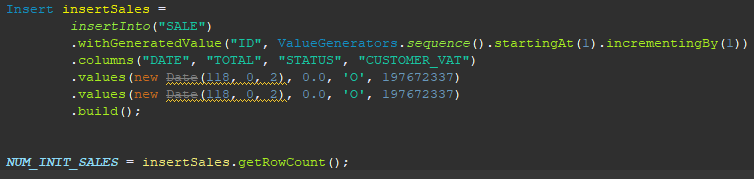 Insert insertSales =
insertInto("SALE")
.withGeneratedValue("ID", ValueGenerators.sequence().startingAt(1).incrementingBy(1))
.columns("DATE", "TOTAL", "STATUS", "CUSTOMER_VAT")
.values(new Date(118, 0, 2), 0.0, 'O', 197672337)
.values(new Date(118, 0, 2), 0.0, 'O', 197672337)
.build();
NUM_INIT_SALES = insertSales.getRowCount();